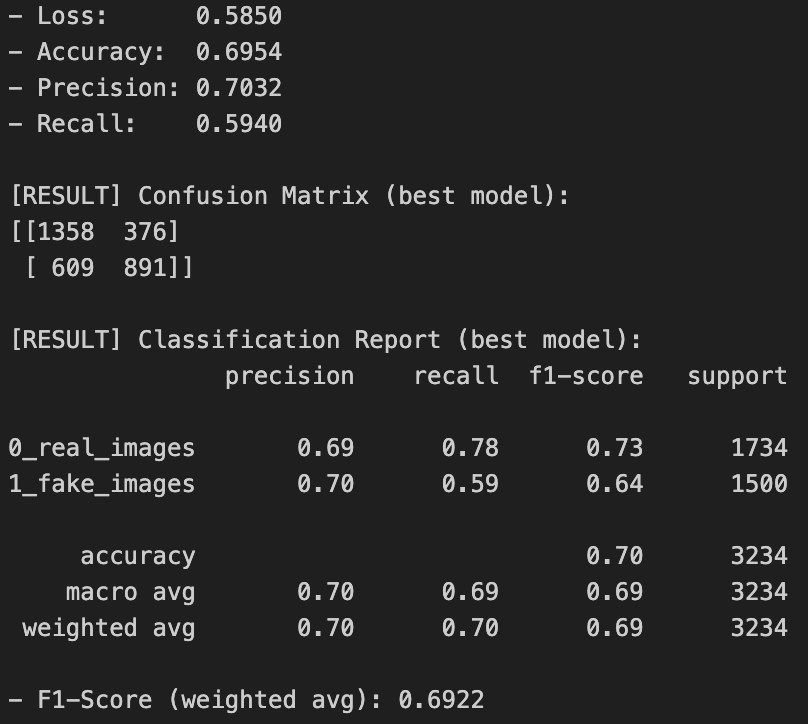 - Loss: 0.5850
- Accuracy: 0.6954
- Precision: 0.7032
- Recall: 0.5940
[RESULT] Confusion Matrix (best model):
[[1358 376]
[ 609 891]]
[RESULT] Classification Report (best model):
precision recall f1-score support
0_real_images 0.69 0.78 0.73 1734
1_fake_images 0.70 0.59 0.64 1500
accuracy 0.70 3234
macro avg 0.70 0.69 0.69 3234
weighted avg 0.70 0.70 0.69 3234
- F1-Score (weighted avg): 0.6922